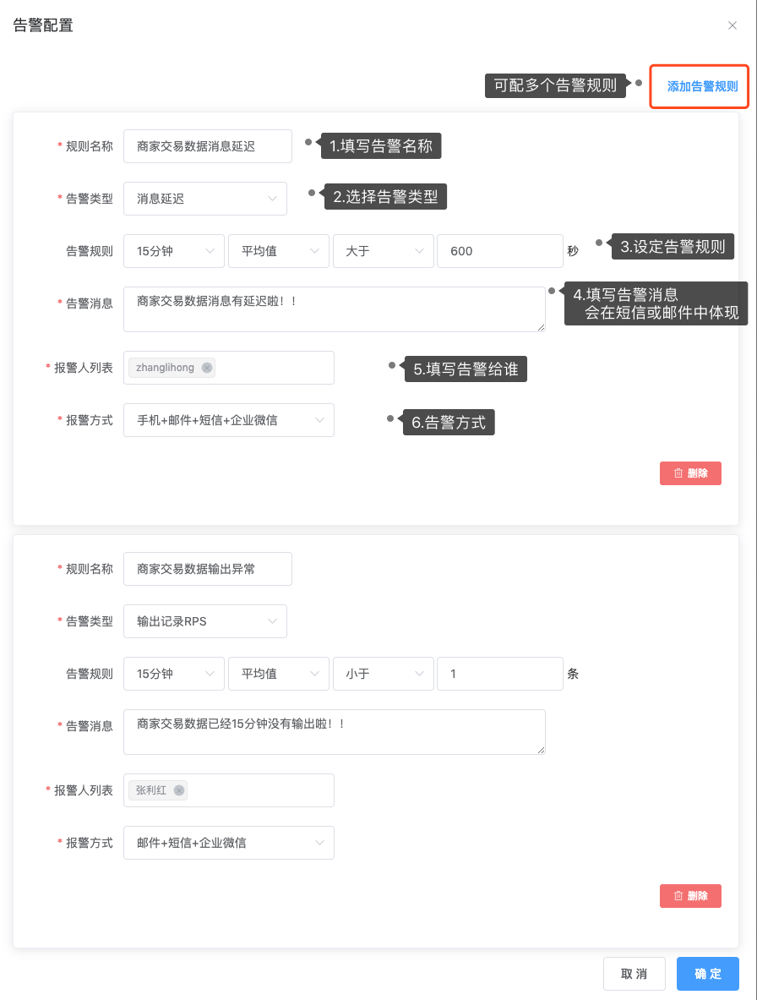 告警配置
可配多个告警规则 添加告警规则
* 规则名称 商家交易数据消息延迟 1.填写告警名称
* 告警类型 消息延迟 2.选择告警类型
告警规则 15分钟 平均值 大于 600 秒 3.设定告警规则
* 告警消息 商家交易数据消息有延迟啦！！ 4.填写告警消息
会在短信或邮件中体现
* 报警人列表 zhanglihong 5.填写告警给谁
* 报警方式 手机+邮件+短信+企业微信 6.告警方式
删除
* 规则名称 商家交易数据输出异常
* 告警类型 输出记录RPS
告警规则 15分钟 平均值 小于 1 条
* 告警消息 商家交易数据已经15分钟没有输出啦！！
* 报警人列表 张利红
* 报警方式 邮件+短信+企业微信
删除
取消 确定